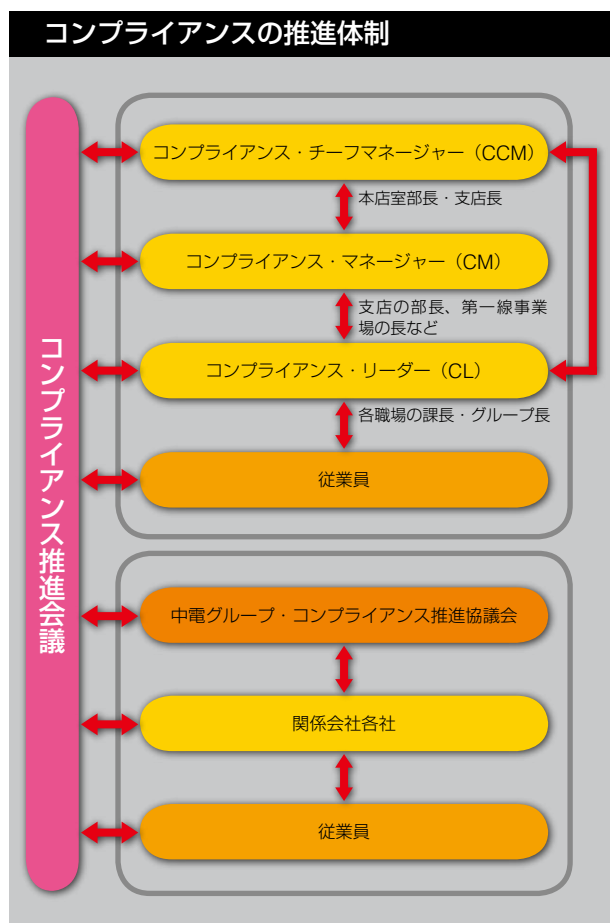 コンプライアンスの推進体制
コンプライアンス推進会議
コンプライアンス・チーフマネージャー（CCM）
本店室部長・支店長
コンプライアンス・マネージャー（CM）
支店の部長、第一線事業
場の長など
コンプライアンス・リーダー（CL）
各職場の課長・グループ長
従業員
中電グループ・コンプライアンス推進協議会
関係会社各社
従業員